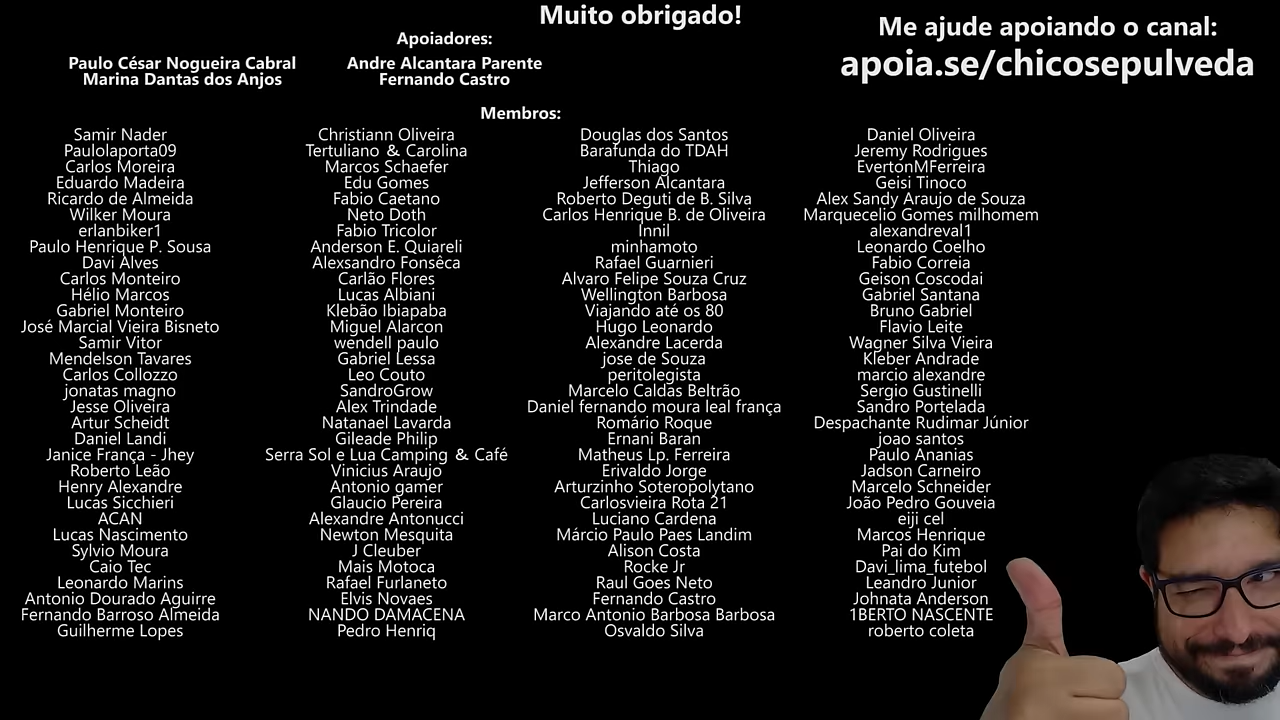 Muito obrigado!
Me ajude apoiando o canal:
apoia.se/chicosepulveda
Apoiadores:
Paulo César Nogueira Cabral
Marina Dantas dos Anjos
Andre Alcantara Parente
Fernando Castro
Membros:
Samir Nader
Paulolaporta09
Carlos Moreira
Eduardo Madeira
Ricardo de Almeida
Wilker Moura
erlanbiker1
Paulo Henrique P. Sousa
Davi Alves
Carlos Monteiro
Hélio Marcos
Gabriel Monteiro
José Marcial Vieira Bisneto
Samir Vitor
Mendelson Tavares
Carlos Collozzo
jonatas magno
Jesse Oliveira
Artur Scheidt
Daniel Landi
Janice França - Jhey
Roberto Leão
Henry Alexandre
Lucas Sicchieri
ACAN
Lucas Nascimento
Sylvio Moura
Caio Tec
Leonardo Marins
Antonio Dourado Aguirre
Fernando Barroso Almeida
Guilherme Lopes
Christiann Oliveira
Tertuliano & Carolina
Marcos Schaefer
Edu Gomes
Fabio Caetano
Neto Doth
Fabio Tricolor
Anderson E. Quiareli
Alexsandro Fonsêca
Carlão Flores
Lucas Albiani
Klebão Ibiapaba
Miguel Alarcon
wendell paulo
Gabriel Lessa
Leo Couto
SandroGrow
Alex Trindade
Natanael Lavarda
Gileade Philip
Serra Sol e Lua Camping & Café
Vinicius Araujo
Antonio gamer
Glaucio Pereira
Alexandre Antonucci
Newton Mesquita
J Cleuber
Mais Motoca
Rafael Furlaneto
Elvis Novaes
NANDO DAMACENA
Pedro Henriq
Douglas dos Santos
Barafunda do TDAH
Thiago
Jefferson Alcantara
Roberto Deguti de B. Silva
Carlos Henrique B. de Oliveira
Innil
minhamoto
Rafael Guarnieri
Alvaro Felipe Souza Cruz
Wellington Barbosa
Viajando até os 80
Hugo Leonardo
Alexandre Lacerda
jose de Souza
peritolegista
Marcelo Caldas Beltrão
Daniel fernando moura leal frança
Romário Roque
Ernani Baran
Matheus Lp. Ferreira
Erivaldo Jorge
Arturzinho Soteropolytano
Carlosvieira Rota 21
Luciano Cardena
Márcio Paulo Paes Landim
Alison Costa
Rocke Jr
Raul Goes Neto
Fernando Castro
Marco Antonio Barbosa Barbosa
Osvaldo Silva
Daniel Oliveira
Jeremy Rodrigues
EvertonMFerreira
Geisi Tinoco
Alex Sandy Araujo de Souza
Marquecelio Gomes milhomem
alexandreval1
Leonardo Coelho
Fabio Correia
Geison Coscodai
Gabriel Santana
Bruno Gabriel
Flavio Leite
Wagner Silva Vieira
Kleber Andrade
marcio alexandre
Sergio Gustinelli
Sandro Portelada
Despachante Rudimar Júnior
joao santos
Paulo Ananias
Jadson Carneiro
Marcelo Schneider
João Pedro Gouveia
eiji cel
Marcos Henrique
Pai do Kim
Davi_lima_futebol
Leandro Junior
Johnata Anderson
1BERTO NASCENTE
roberto coleta